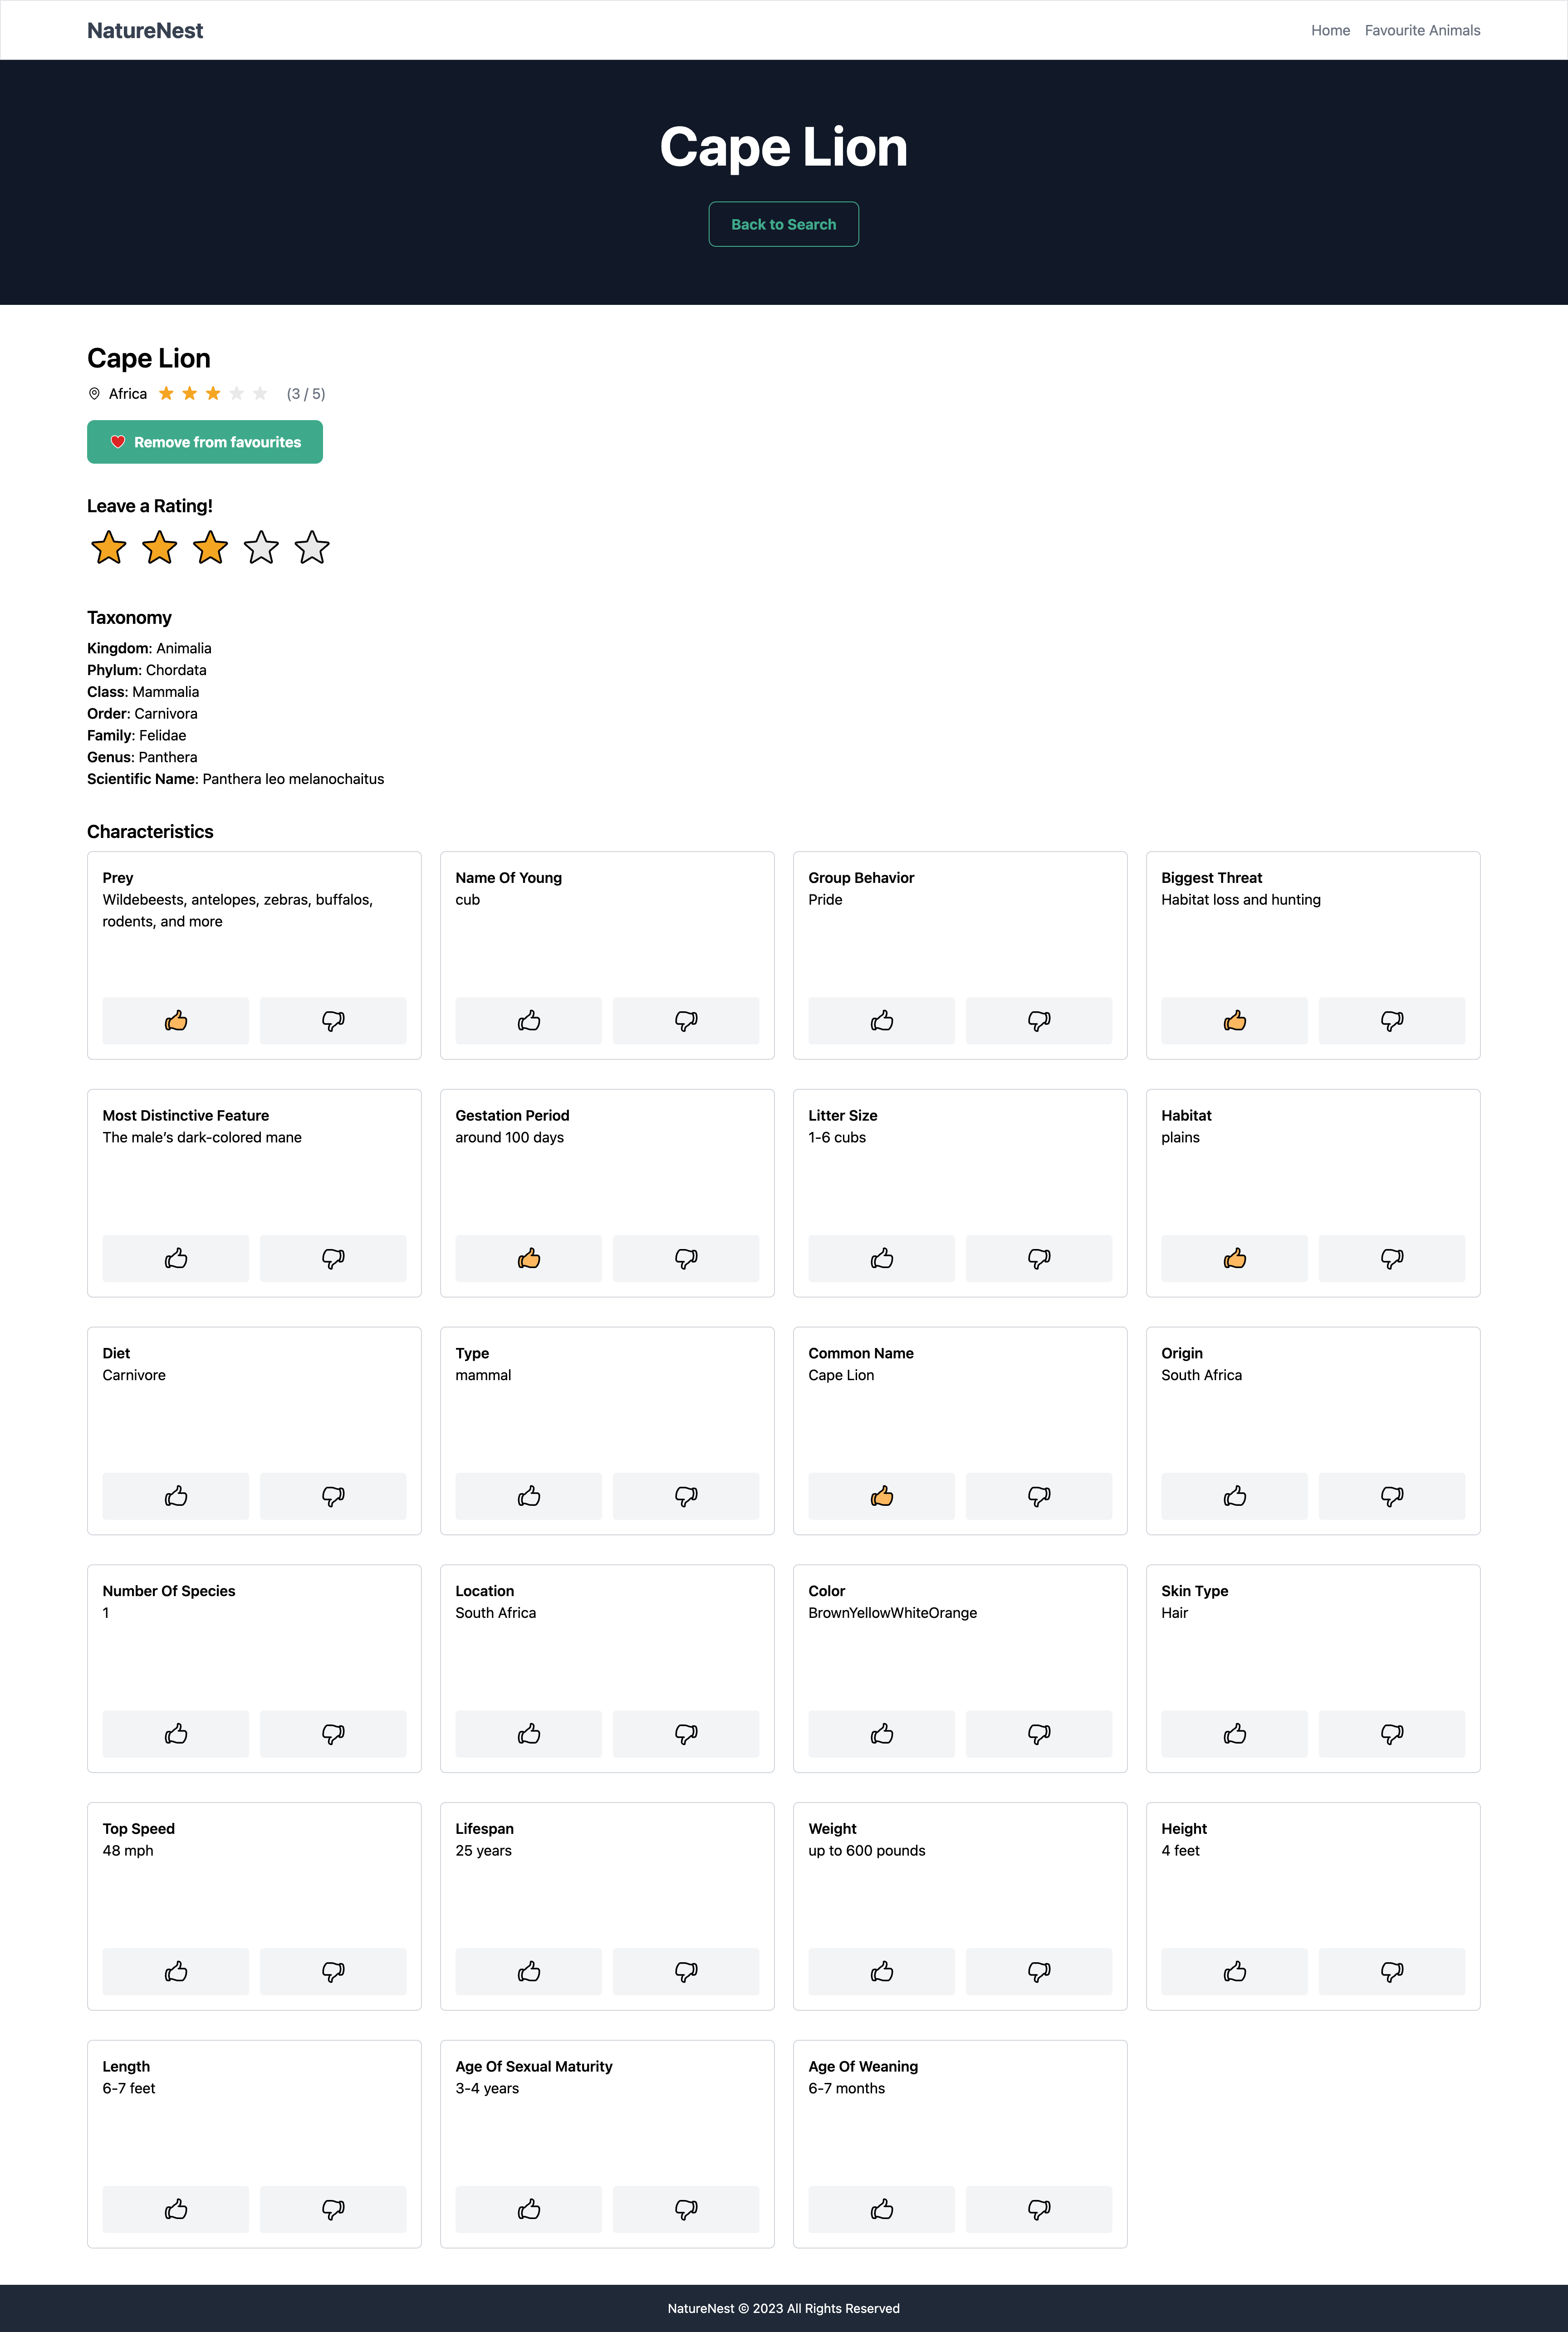 NatureNest
Home Favourite Animals
Cape Lion
Back to Search
Cape Lion
Africa (3 / 5)
Remove from favourites
Leave a Rating!
Taxonomy
Kingdom: Animalia
Phylum: Chordata
Class: Mammalia
Order: Carnivora
Family: Felidae
Genus: Panthera
Scientific Name: Panthera leo melanochaitus
Characteristics
Prey
Wildebeests, antelopes, zebras, buffalos,
rodents, and more
Name Of Young
cub
Group Behavior
Pride
Biggest Threat
Habitat loss and hunting
Most Distinctive Feature
The male’s dark-colored mane
Gestation Period
around 100 days
Litter Size
1-6 cubs
Habitat
plains
Diet
Carnivore
Type
mammal
Common Name
Cape Lion
Origin
South Africa
Number Of Species
1
Location
South Africa
Color
BrownYellowWhiteOrange
Skin Type
Hair
Top Speed
48 mph
Lifespan
25 years
Weight
up to 600 pounds
Height
4 feet
Length
6-7 feet
Age Of Sexual Maturity
3-4 years
Age Of Weaning
6-7 months
NatureNest © 2023 All Rights Reserved